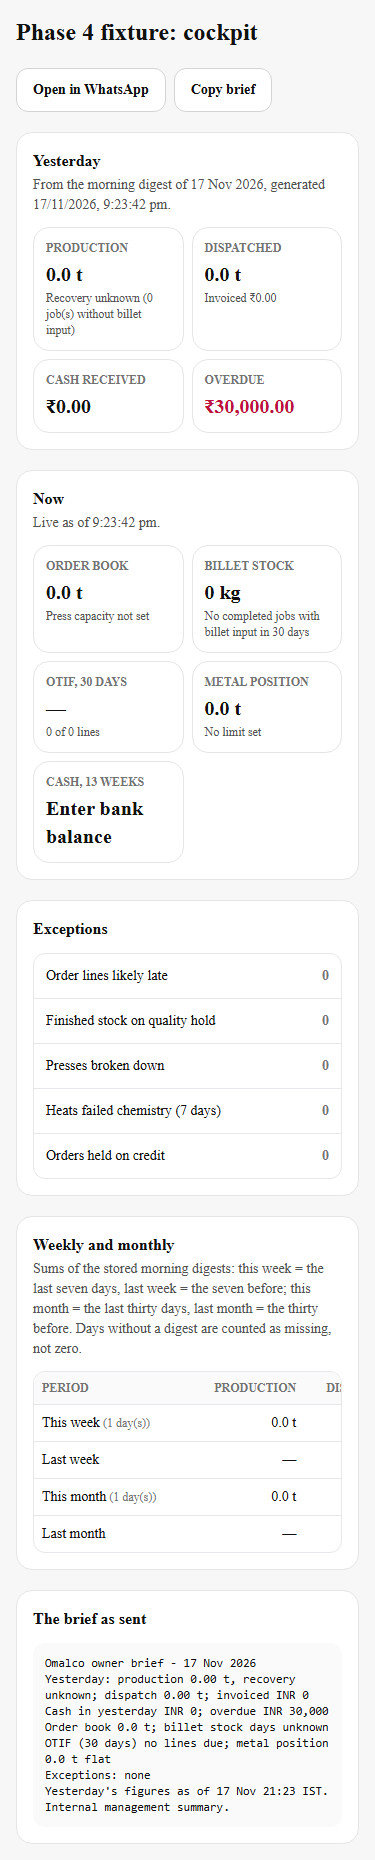 Phase 4 fixture: cockpit
Open in WhatsApp
Copy brief
Yesterday
From the morning digest of 17 Nov 2026, generated
17/11/2026, 9:23:42 pm.
PRODUCTION
0.0 t
Recovery unknown (0
job(s) without billet
input)
DISPATCHED
0.0 t
Invoiced ₹0.00
CASH RECEIVED
₹0.00
OVERDUE
₹30,000.00
Now
Live as of 9:23:42 pm.
ORDER BOOK
0.0 t
Press capacity not set
BILLET STOCK
0 kg
No completed jobs with
billet input in 30 days
OTIF, 30 DAYS
—
0 of 0 lines
METAL POSITION
0.0 t
No limit set
CASH, 13 WEEKS
Enter bank
balance
Exceptions
Order lines likely late 0
Finished stock on quality hold 0
Presses broken down 0
Heats failed chemistry (7 days) 0
Orders held on credit 0
Weekly and monthly
Sums of the stored morning digests: this week = the
last seven days, last week = the seven before; this
month = the last thirty days, last month = the thirty
before. Days without a digest are counted as missing,
not zero.
PERIOD PRODUCTION
This week (1 day(s)) 0.0 t
Last week —
This month (1 day(s)) 0.0 t
Last month —
The brief as sent
Omalco owner brief - 17 Nov 2026
Yesterday: production 0.00 t, recovery
unknown; dispatch 0.00 t; invoiced INR 0
Cash in yesterday INR 0; overdue INR 30,000
Order book 0.0 t; billet stock days unknown
OTIF (30 days) no lines due; metal position
0.0 t flat
Exceptions: none
Yesterday's figures as of 17 Nov 21:23 IST.
Internal management summary.